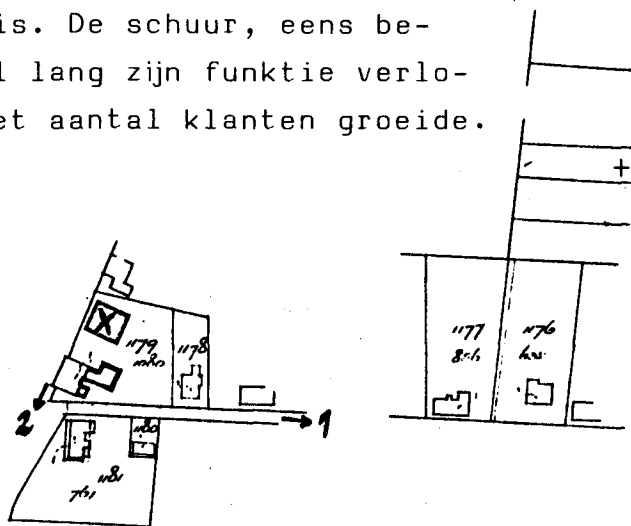 is. De schuur, eens be-
l lang zijn funktie verlo-
et aantal klanten groeide.
X
1179
1178
1177
1176
2
1
1180
1181